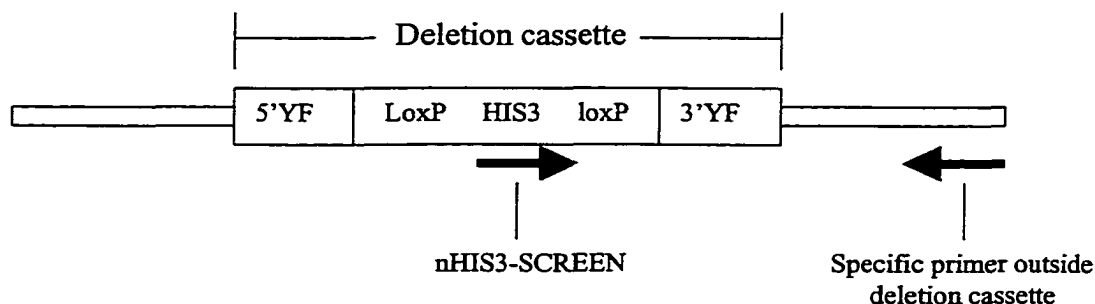 Deletion cassette
5'YF LoxP HIS3 loxP 3'YF
nHIS3-SCREEN
Specific primer outside
deletion cassette